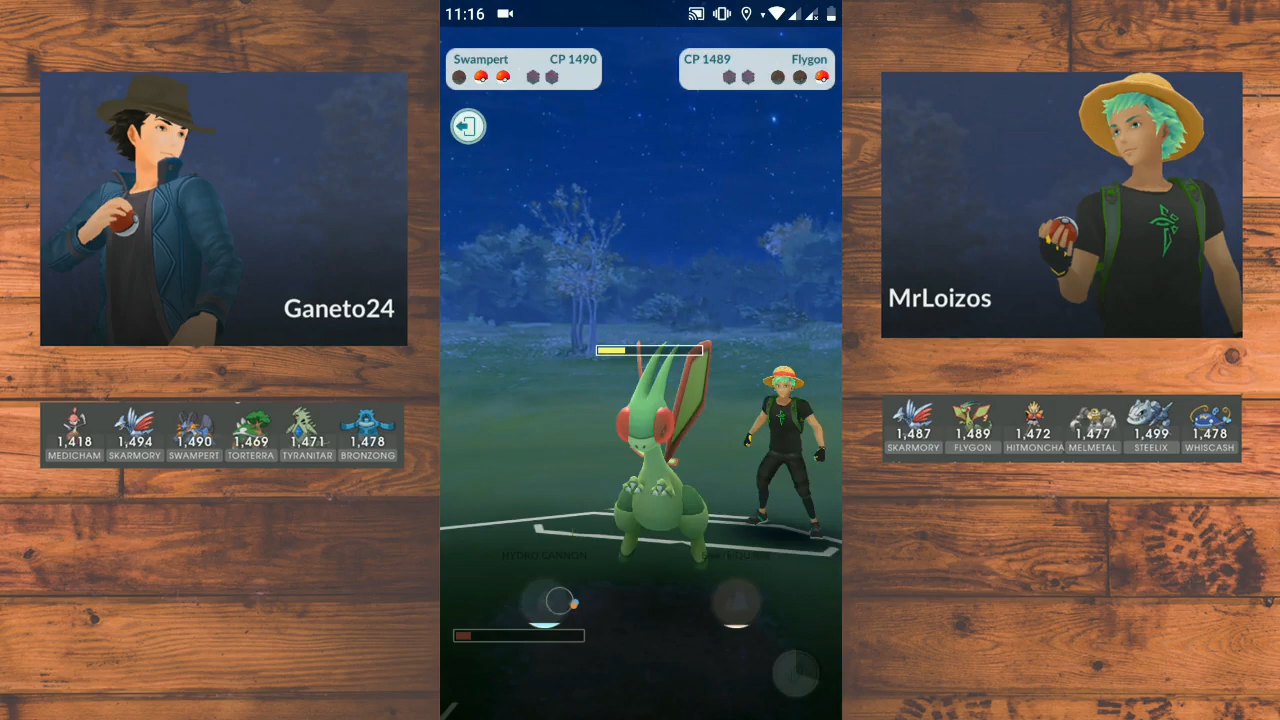 11:16
Swampert CP 1490
CP 1489 Flygon
Ganeto24
MrLoizos
1,418 1,494 1,490 1,469 1,471 1,478
MEDICHAM SKARMORY SWAMPERT TORTERRA TYRANITAR BRONZONG
1,487 1,489 1,472 1,477 1,499 1,478
SKARMORY FLYGON HITMONCHA MELMETAL STEELIX WHISCASH
HYDRO CANNON